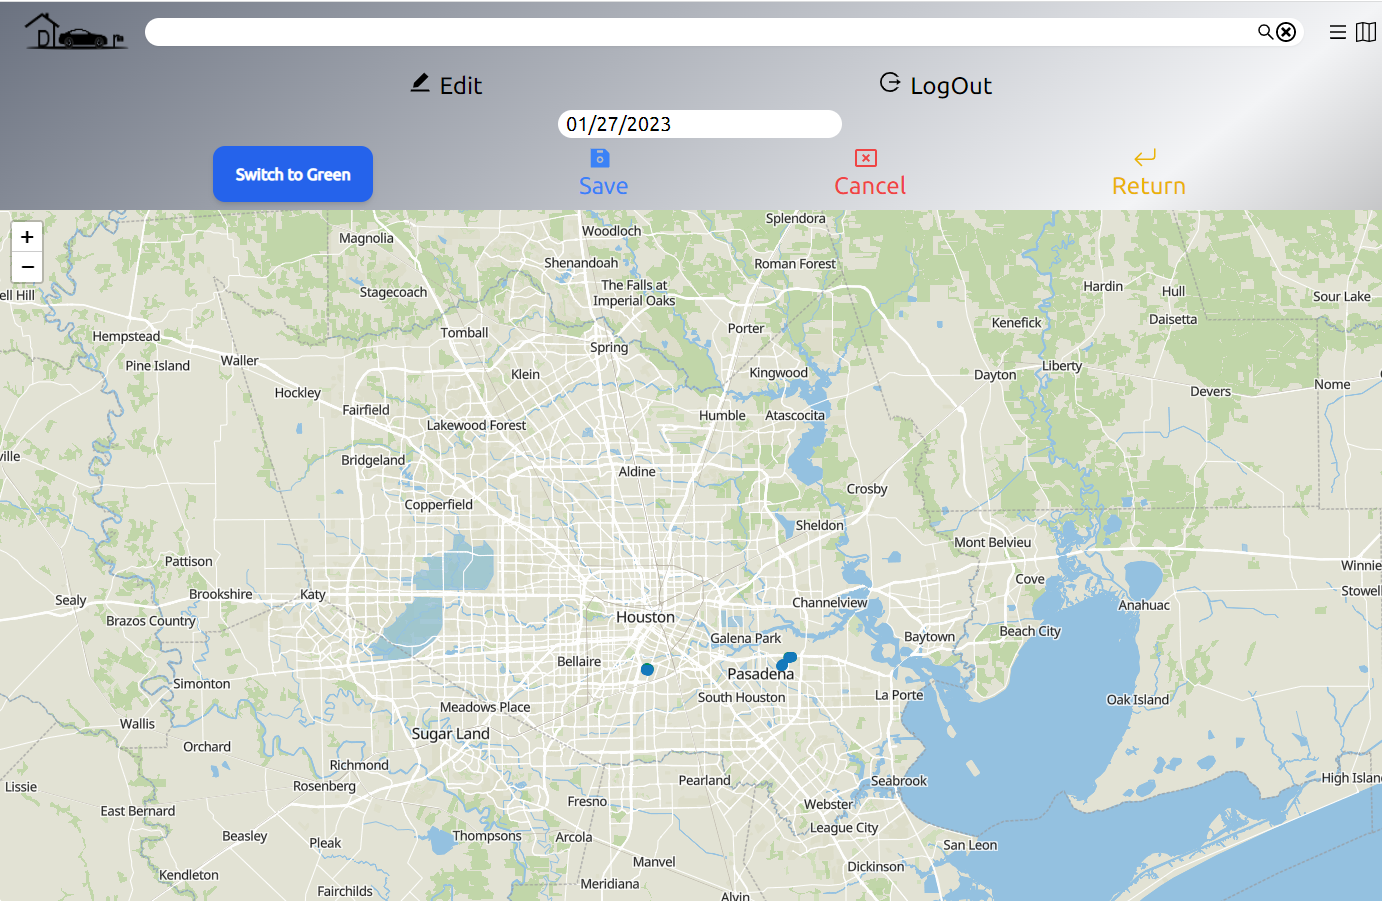 DL
Edit
LogOut
01/27/2023
Switch to Green
Save
Cancel
Return
+
−
Splendora
Woodloch
Magnolia
Shenandoah
Roman Forest
The Falls at
Imperial Oaks
Stagecoach
Hardin
Hull
ell Hill
Sour Lake
Kenefick
Daisetta
Porter
Tomball
Hempstead
Spring
Waller
Pine Island
Liberty
Klein
Kingwood
Dayton
Nome
Hockley
Devers
Fairfield
Humble
Atascocita
Lakewood Forest
ville
Bridgeland
Aldine
Crosby
Copperfield
Sheldon
Mont Belvieu
Pattison
Winnie
Cove
Stowel
Brookshire
Katy
Sealy
Channelview
Anahuac
Houston
Brazos Country
Beach City
Galena Park
Baytown
Bellaire
Pasadena
Simonton
La Porte
South Houston
Oak Island
Meadows Place
Wallis
Sugar Land
Orchard
Richmond
High Islan
Pearland
Seabrook
Rosenberg
Lissie
Fresno
Webster
East Bernard
League City
Beasley
Thompsons
Arcola
Pleak
San Leon
Manvel
Dickinson
Kendleton
Meridiana
Fairchilds
Alvin